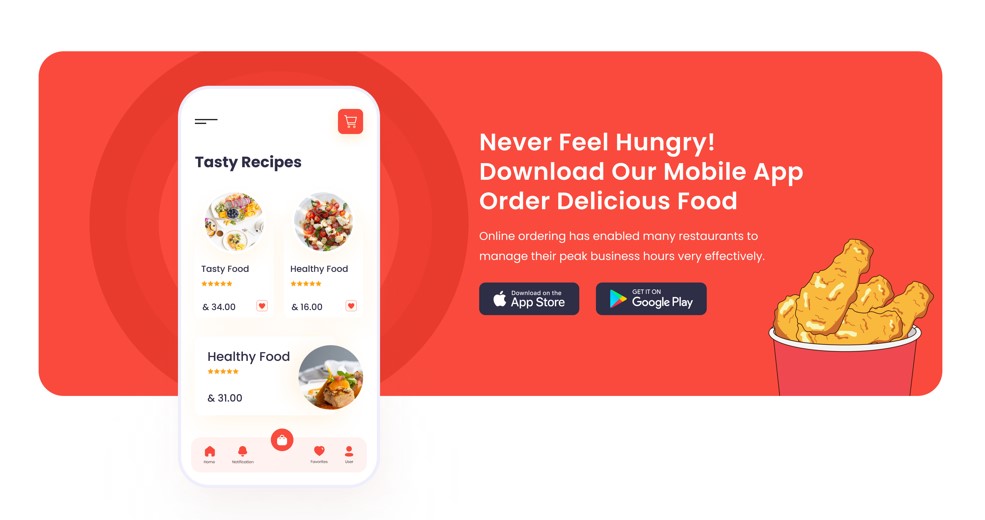 Tasty Recipes
Tasty Food
Healthy Food
& 34.00
& 16.00
Healthy Food
& 31.00
Home
Notification
Favorites
User
Never Feel Hungry!
Download Our Mobile App
Order Delicious Food
Online ordering has enabled many restaurants to
manage their peak business hours very effectively.
Download on the
App Store
GET IT ON
Google Play